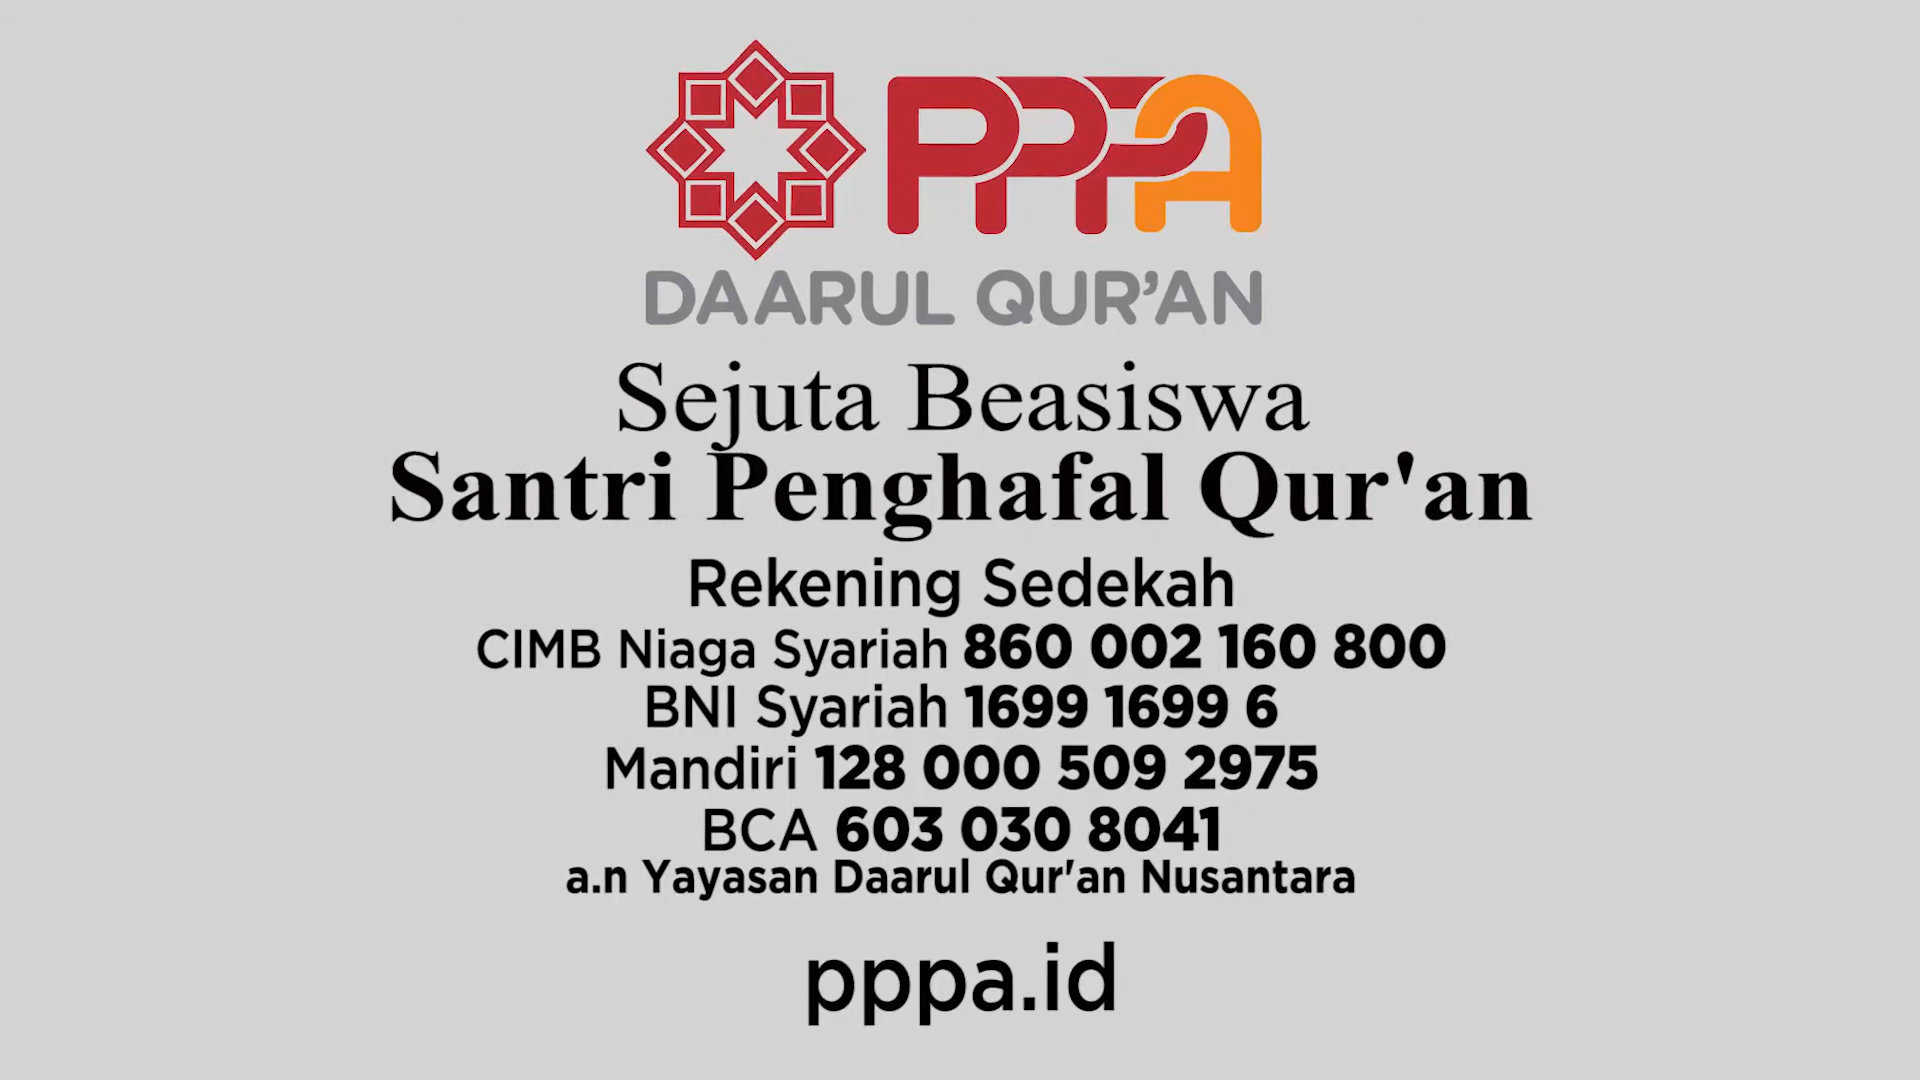 PPPA
DAARUL QUR’AN
Sejuta Beasiswa
Santri Penghafal Qur'an
Rekening Sedekah
CIMB Niaga Syariah 860 002 160 800
BNI Syariah 1699 1699 6
Mandiri 128 000 509 2975
BCA 603 030 8041
a.n Yayasan Daarul Qur'an Nusantara
pppa.id